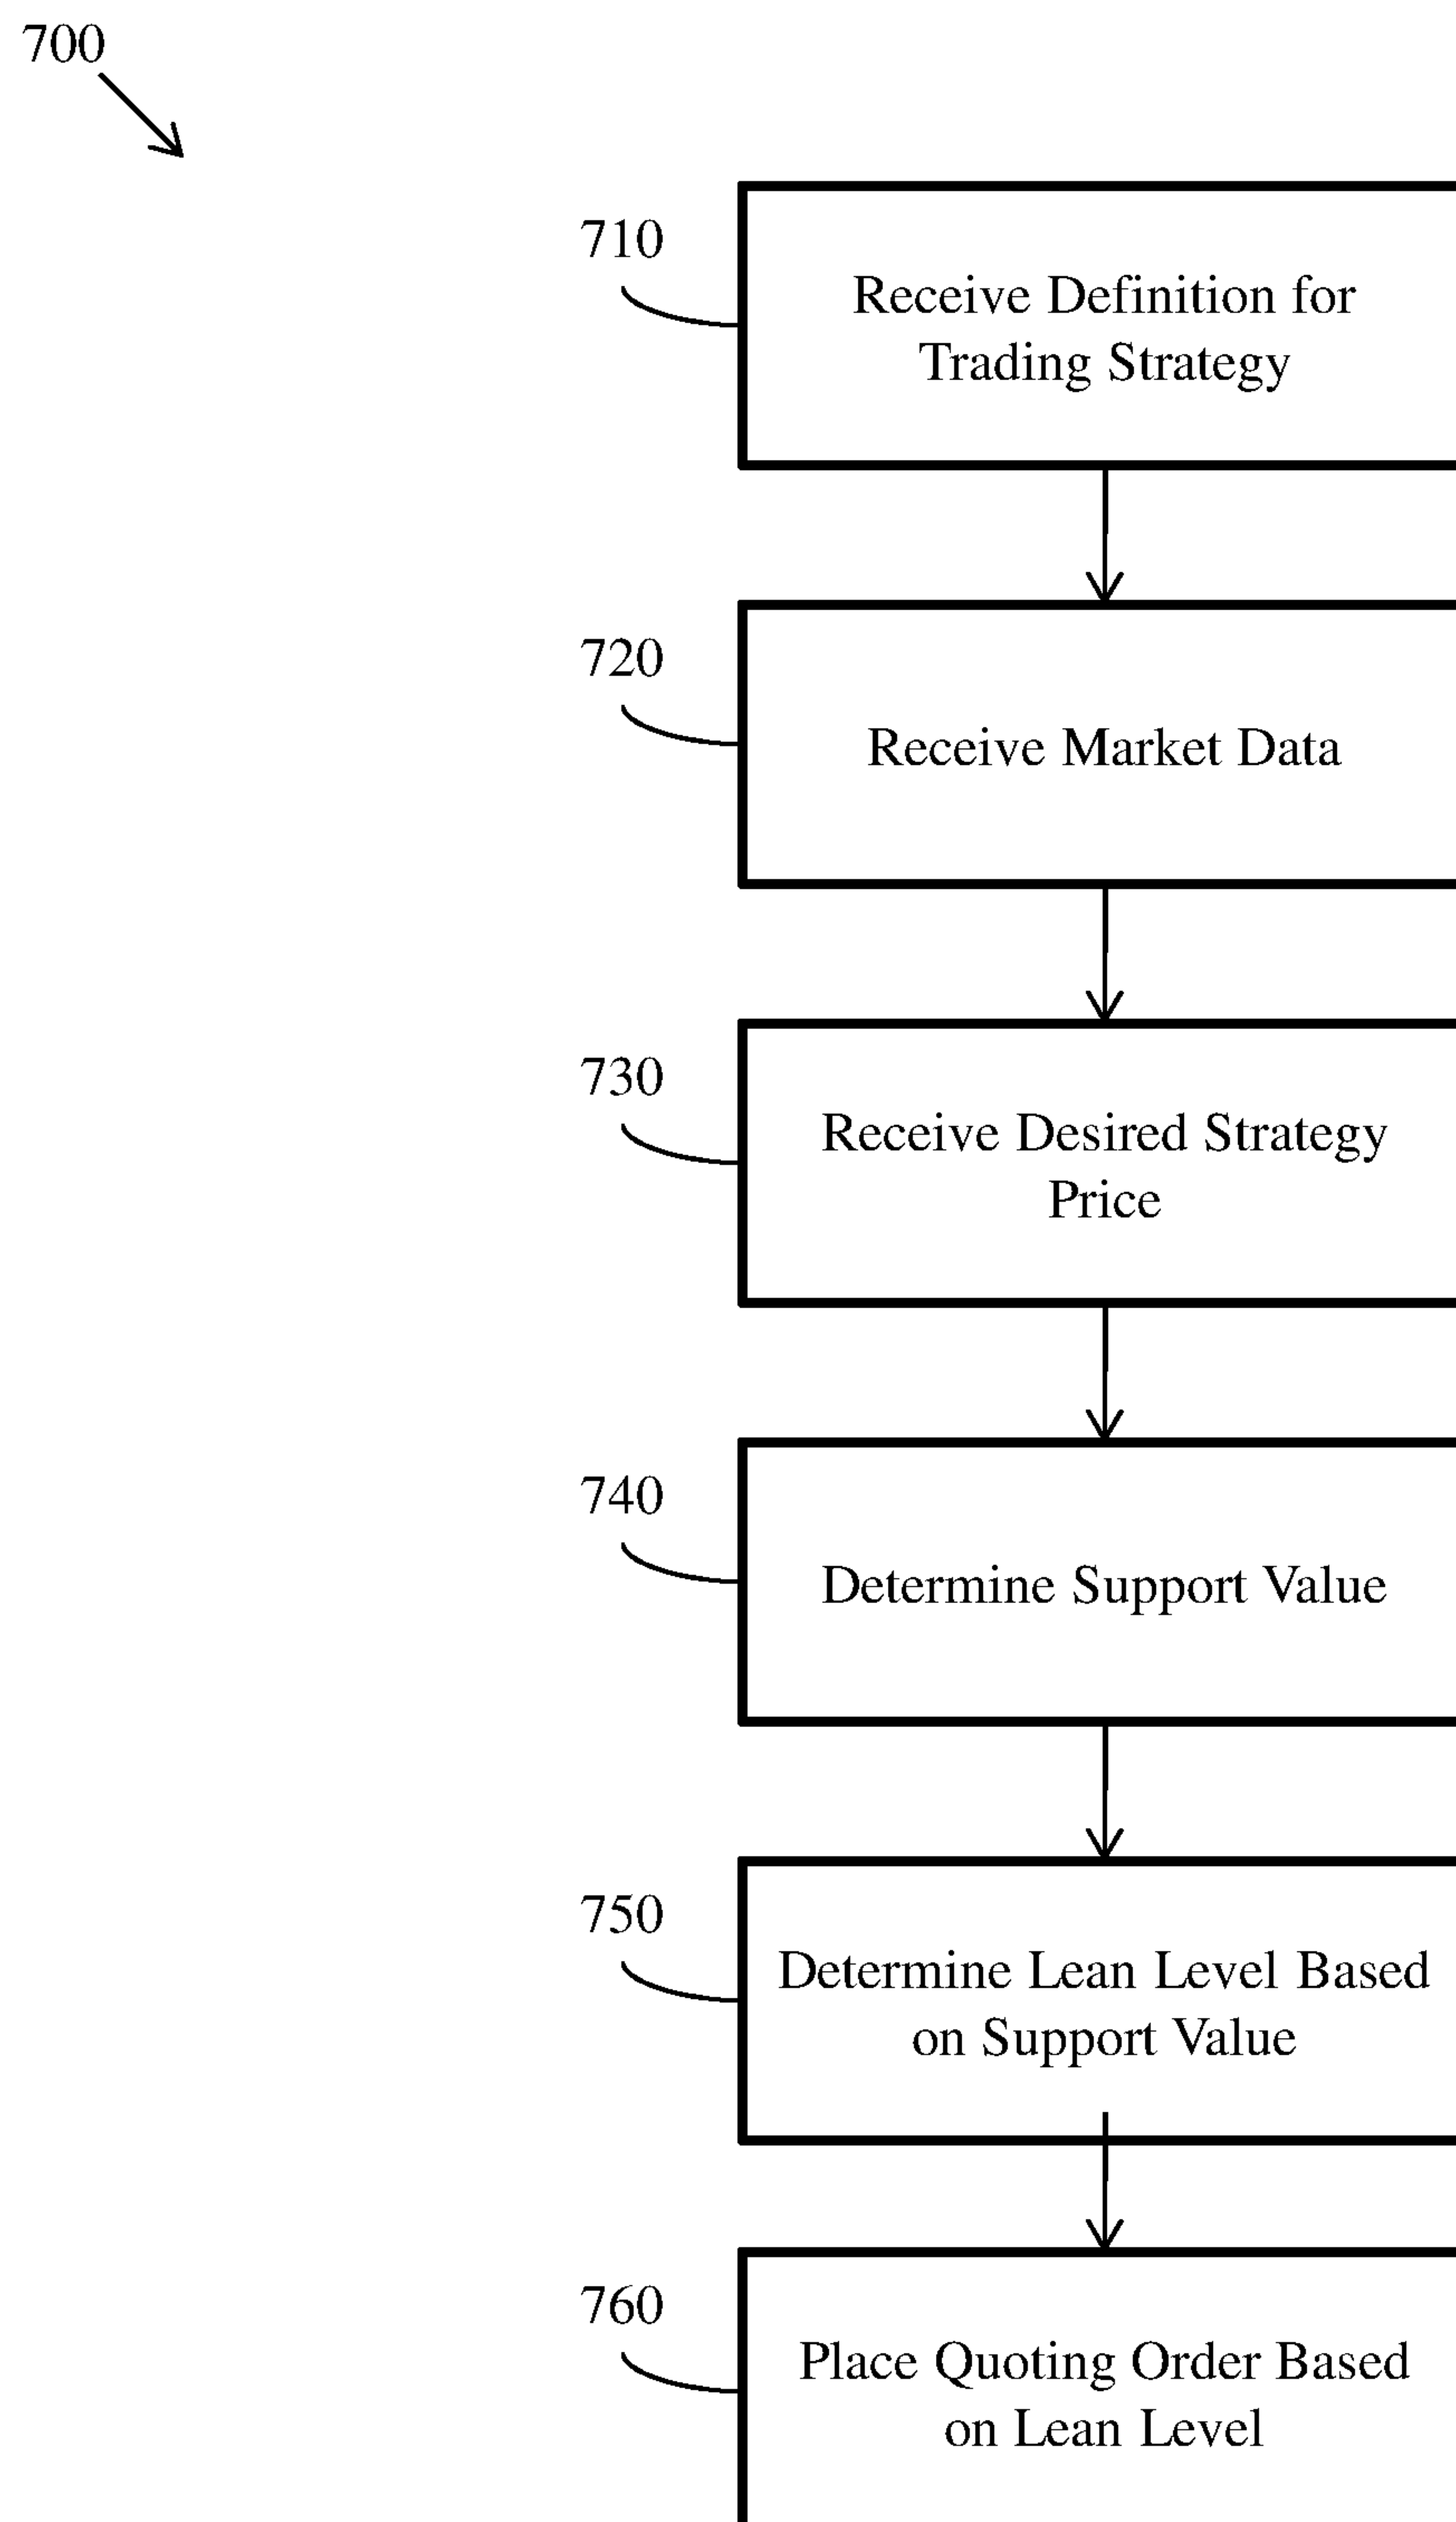 700
710
Receive Definition for
Trading Strategy
720
Receive Market Data
730
Receive Desired Strategy
Price
740
Determine Support Value
750
Determine Lean Level Based
on Support Value
760
Place Quoting Order Based
on Lean Level